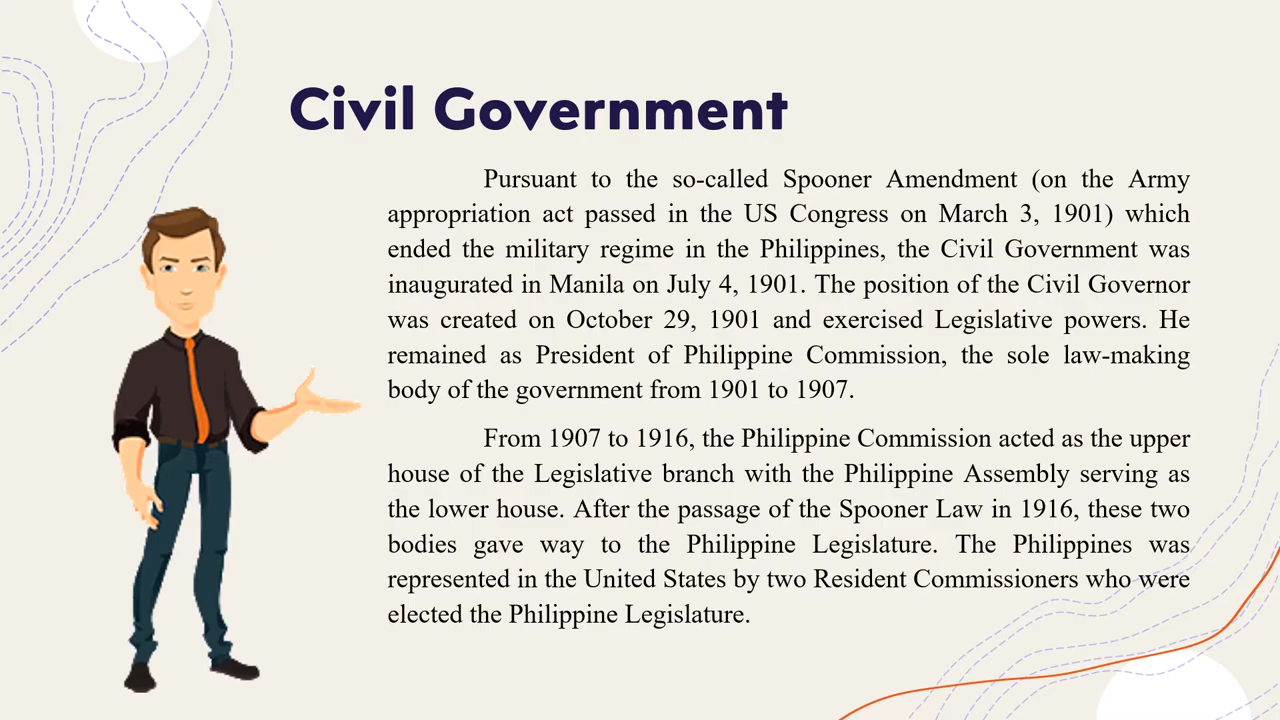 Civil Government
Pursuant to the so-called Spooner Amendment (on the Army
appropriation act passed in the US Congress on March 3, 1901) which
ended the military regime in the Philippines, the Civil Government was
inaugurated in Manila on July 4, 1901. The position of the Civil Governor
was created on October 29, 1901 and exercised Legislative powers. He
remained as President of Philippine Commission, the sole law-making
body of the government from 1901 to 1907.
From 1907 to 1916, the Philippine Commission acted as the upper
house of the Legislative branch with the Philippine Assembly serving as
the lower house. After the passage of the Spooner Law in 1916, these two
bodies gave way to the Philippine Legislature. The Philippines was
represented in the United States by two Resident Commissioners who were
elected the Philippine Legislature.